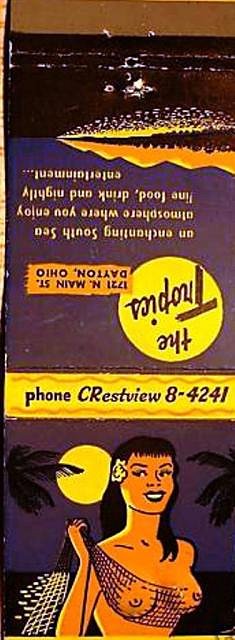 the
Tropics
1721 N. MAIN ST.
DAYTON, OHIO
an enchanting South Sea
atmosphere where you enjoy
fine food, drink and nightly
entertainment...
phone CRestview 8-4241